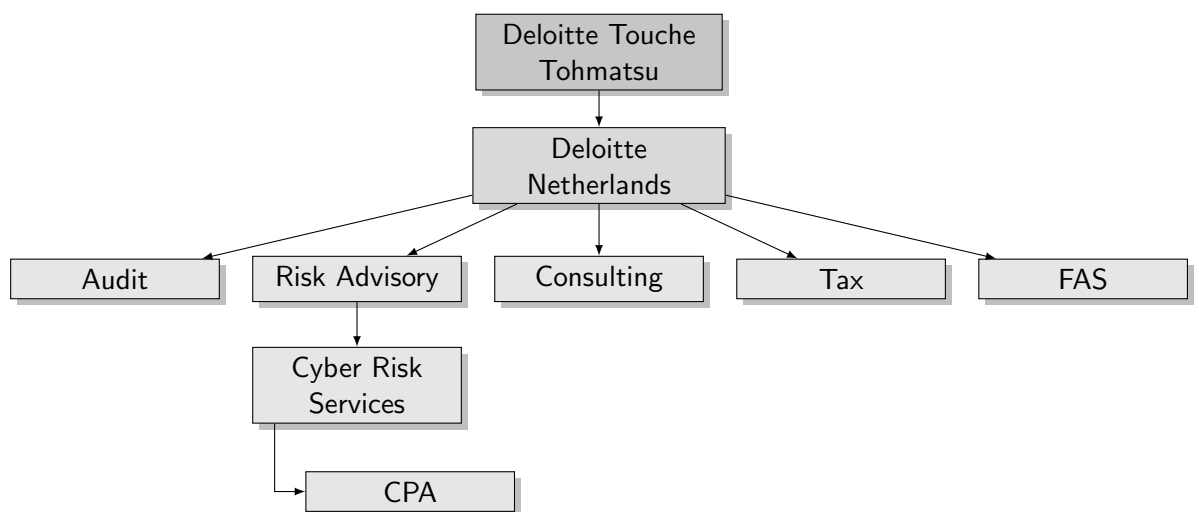 Deloitte Touche
Tohmatsu
Deloitte
Netherlands
Audit
Risk Advisory
Consulting
Tax
FAS
Cyber Risk
Services
CPA